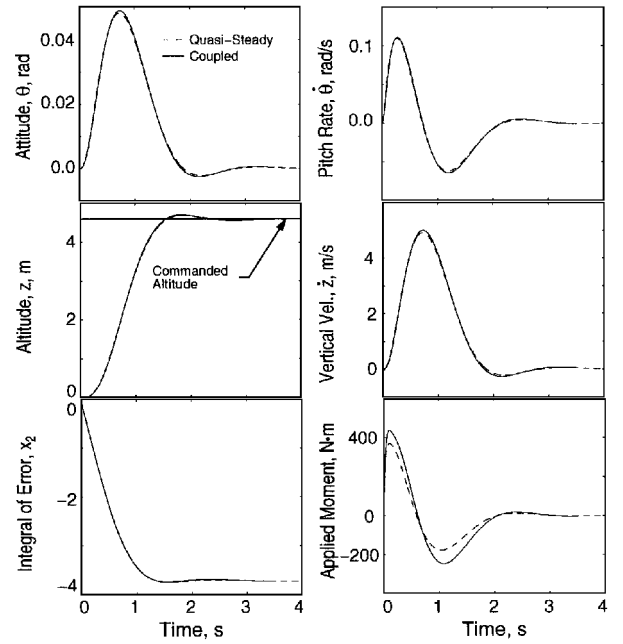 Attitude, θ, rad
0.04
0.02
0.0
Quasi-Steady
Coupled
Pitch Rate, θ̇, rad/s
0.1
0.0
Altitude, z, m
4
2
0
Commanded
Altitude
Vertical Vel., ż, m/s
4
2
0
Integral of Error, x₂
0
−2
−4
0 1 2 3 4
Time, s
Applied Moment, N·m
400
0
−200
0 1 2 3 4
Time, s